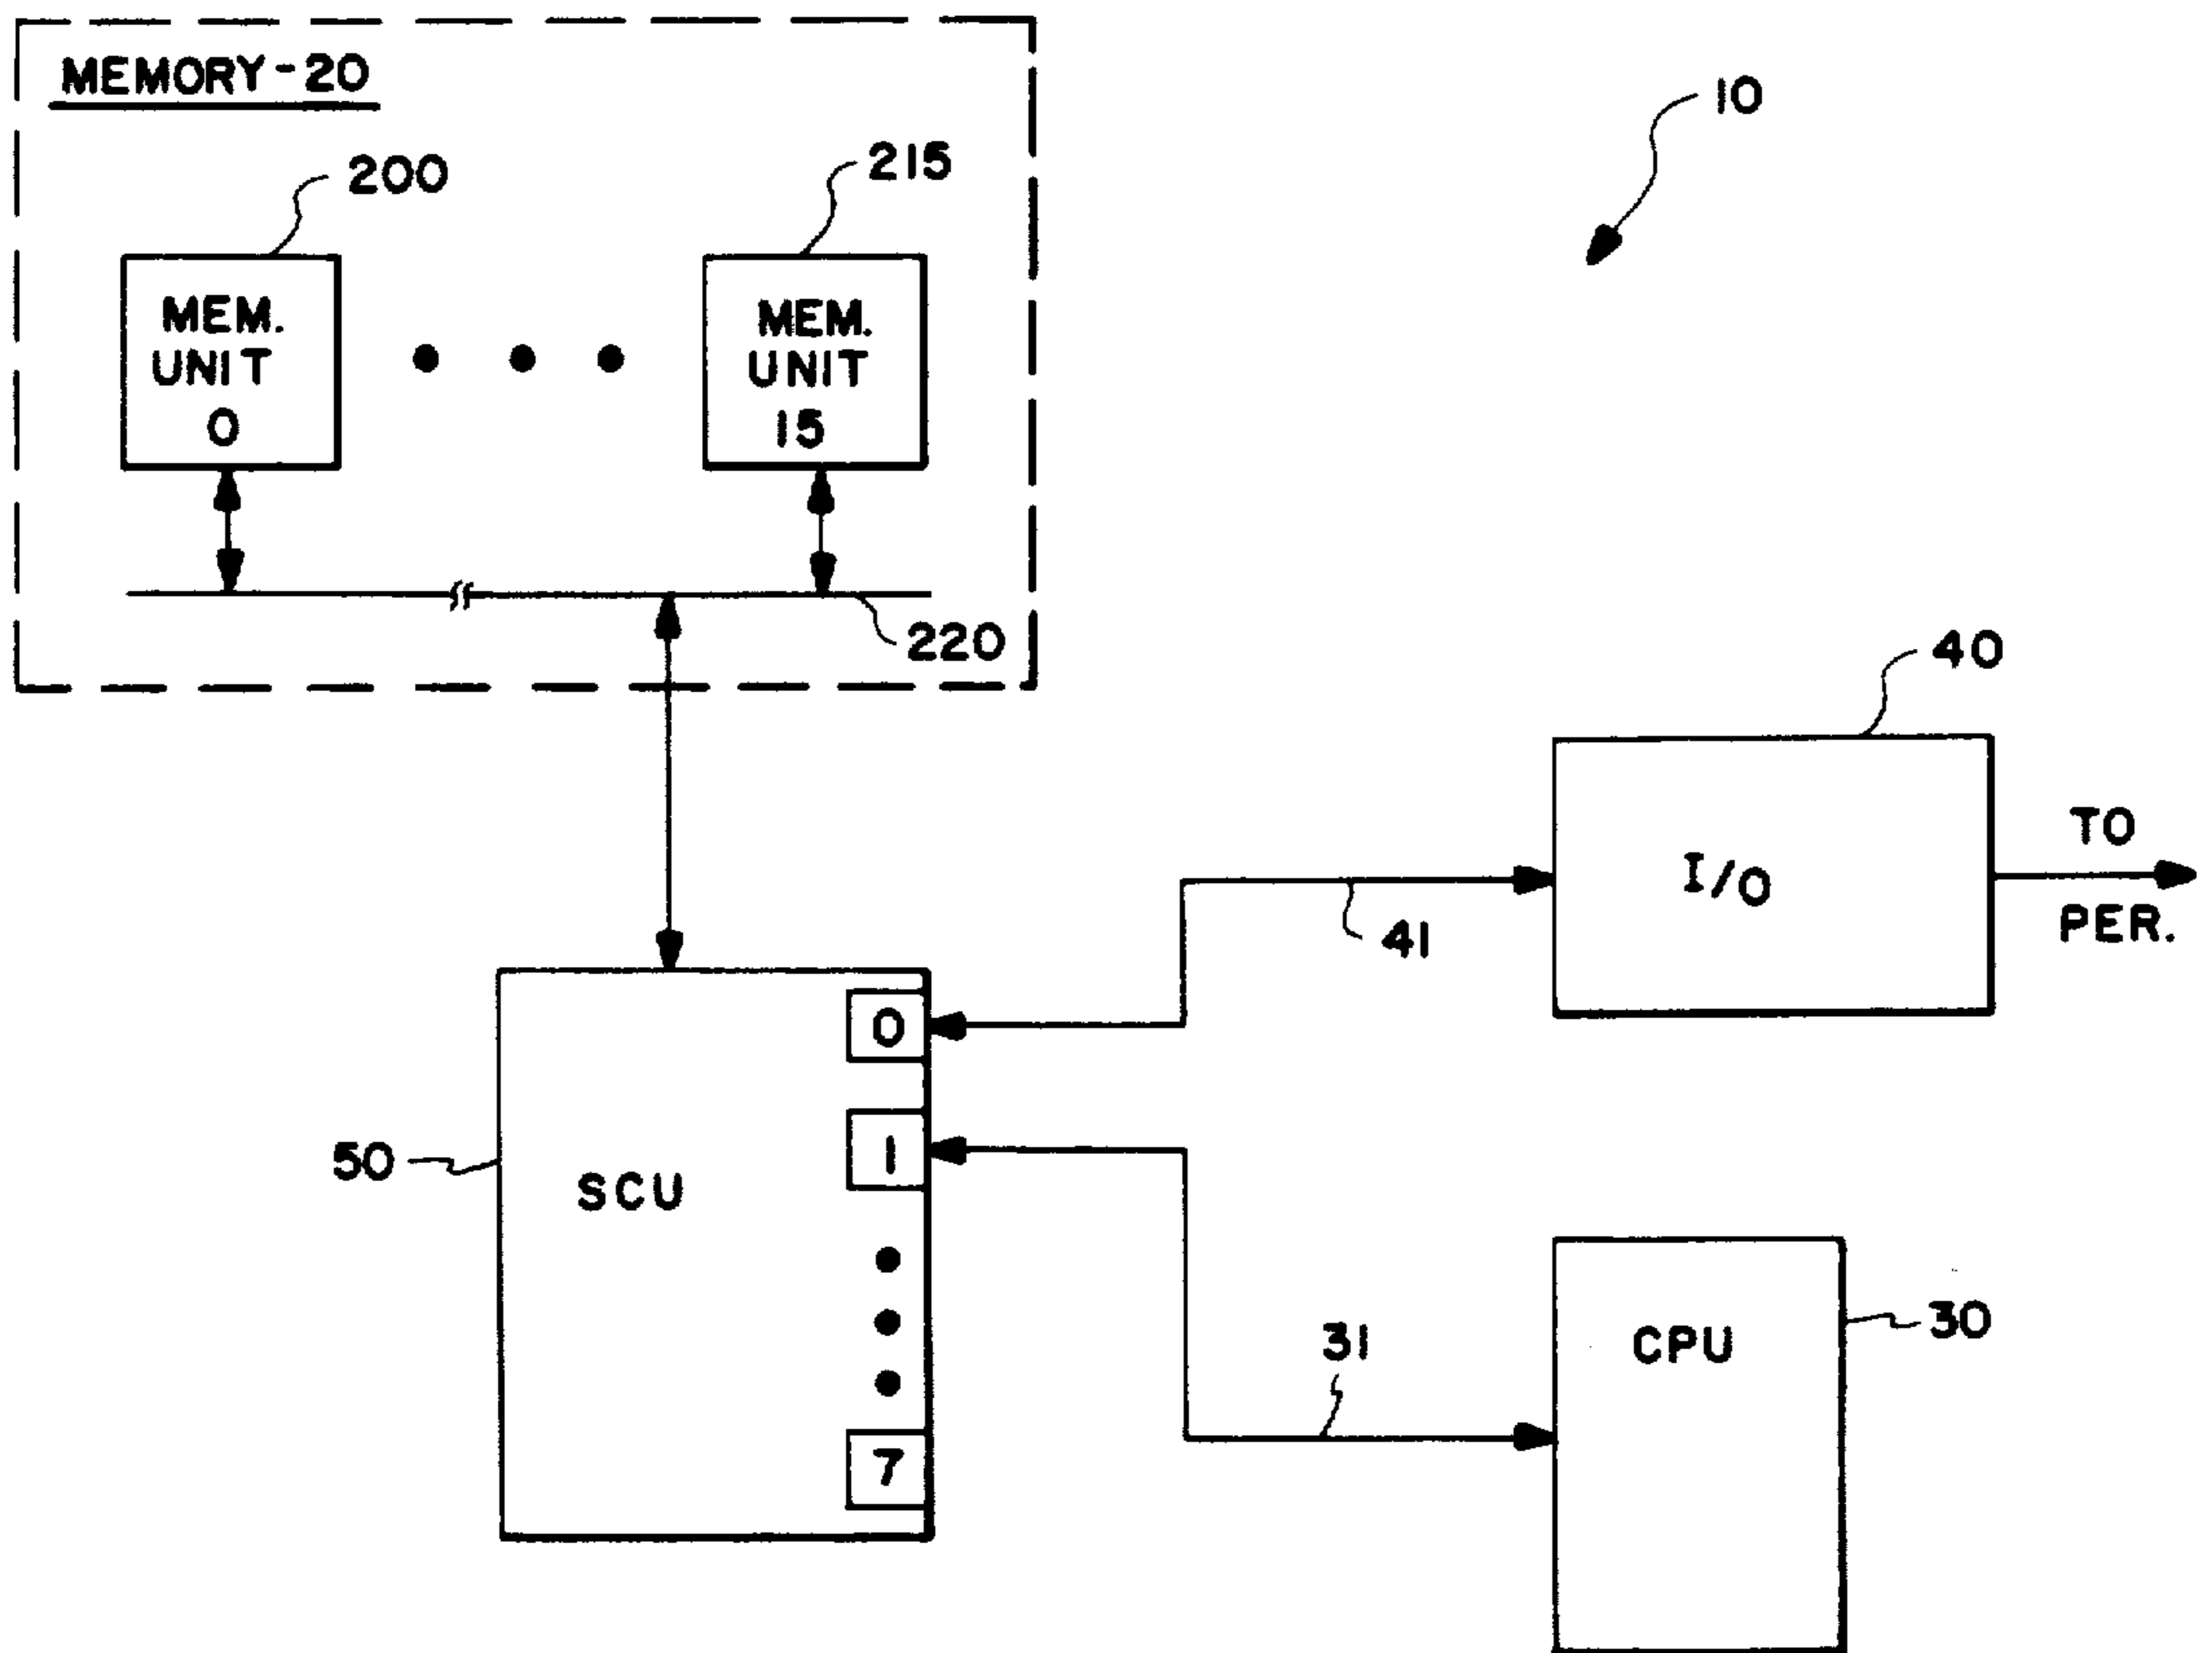 MEMORY-20
10
200
215
MEM.
UNIT
0
MEM.
UNIT
15
220
40
I/O
TO
PER.
41
0
1
50
SCU
7
31
CPU
30